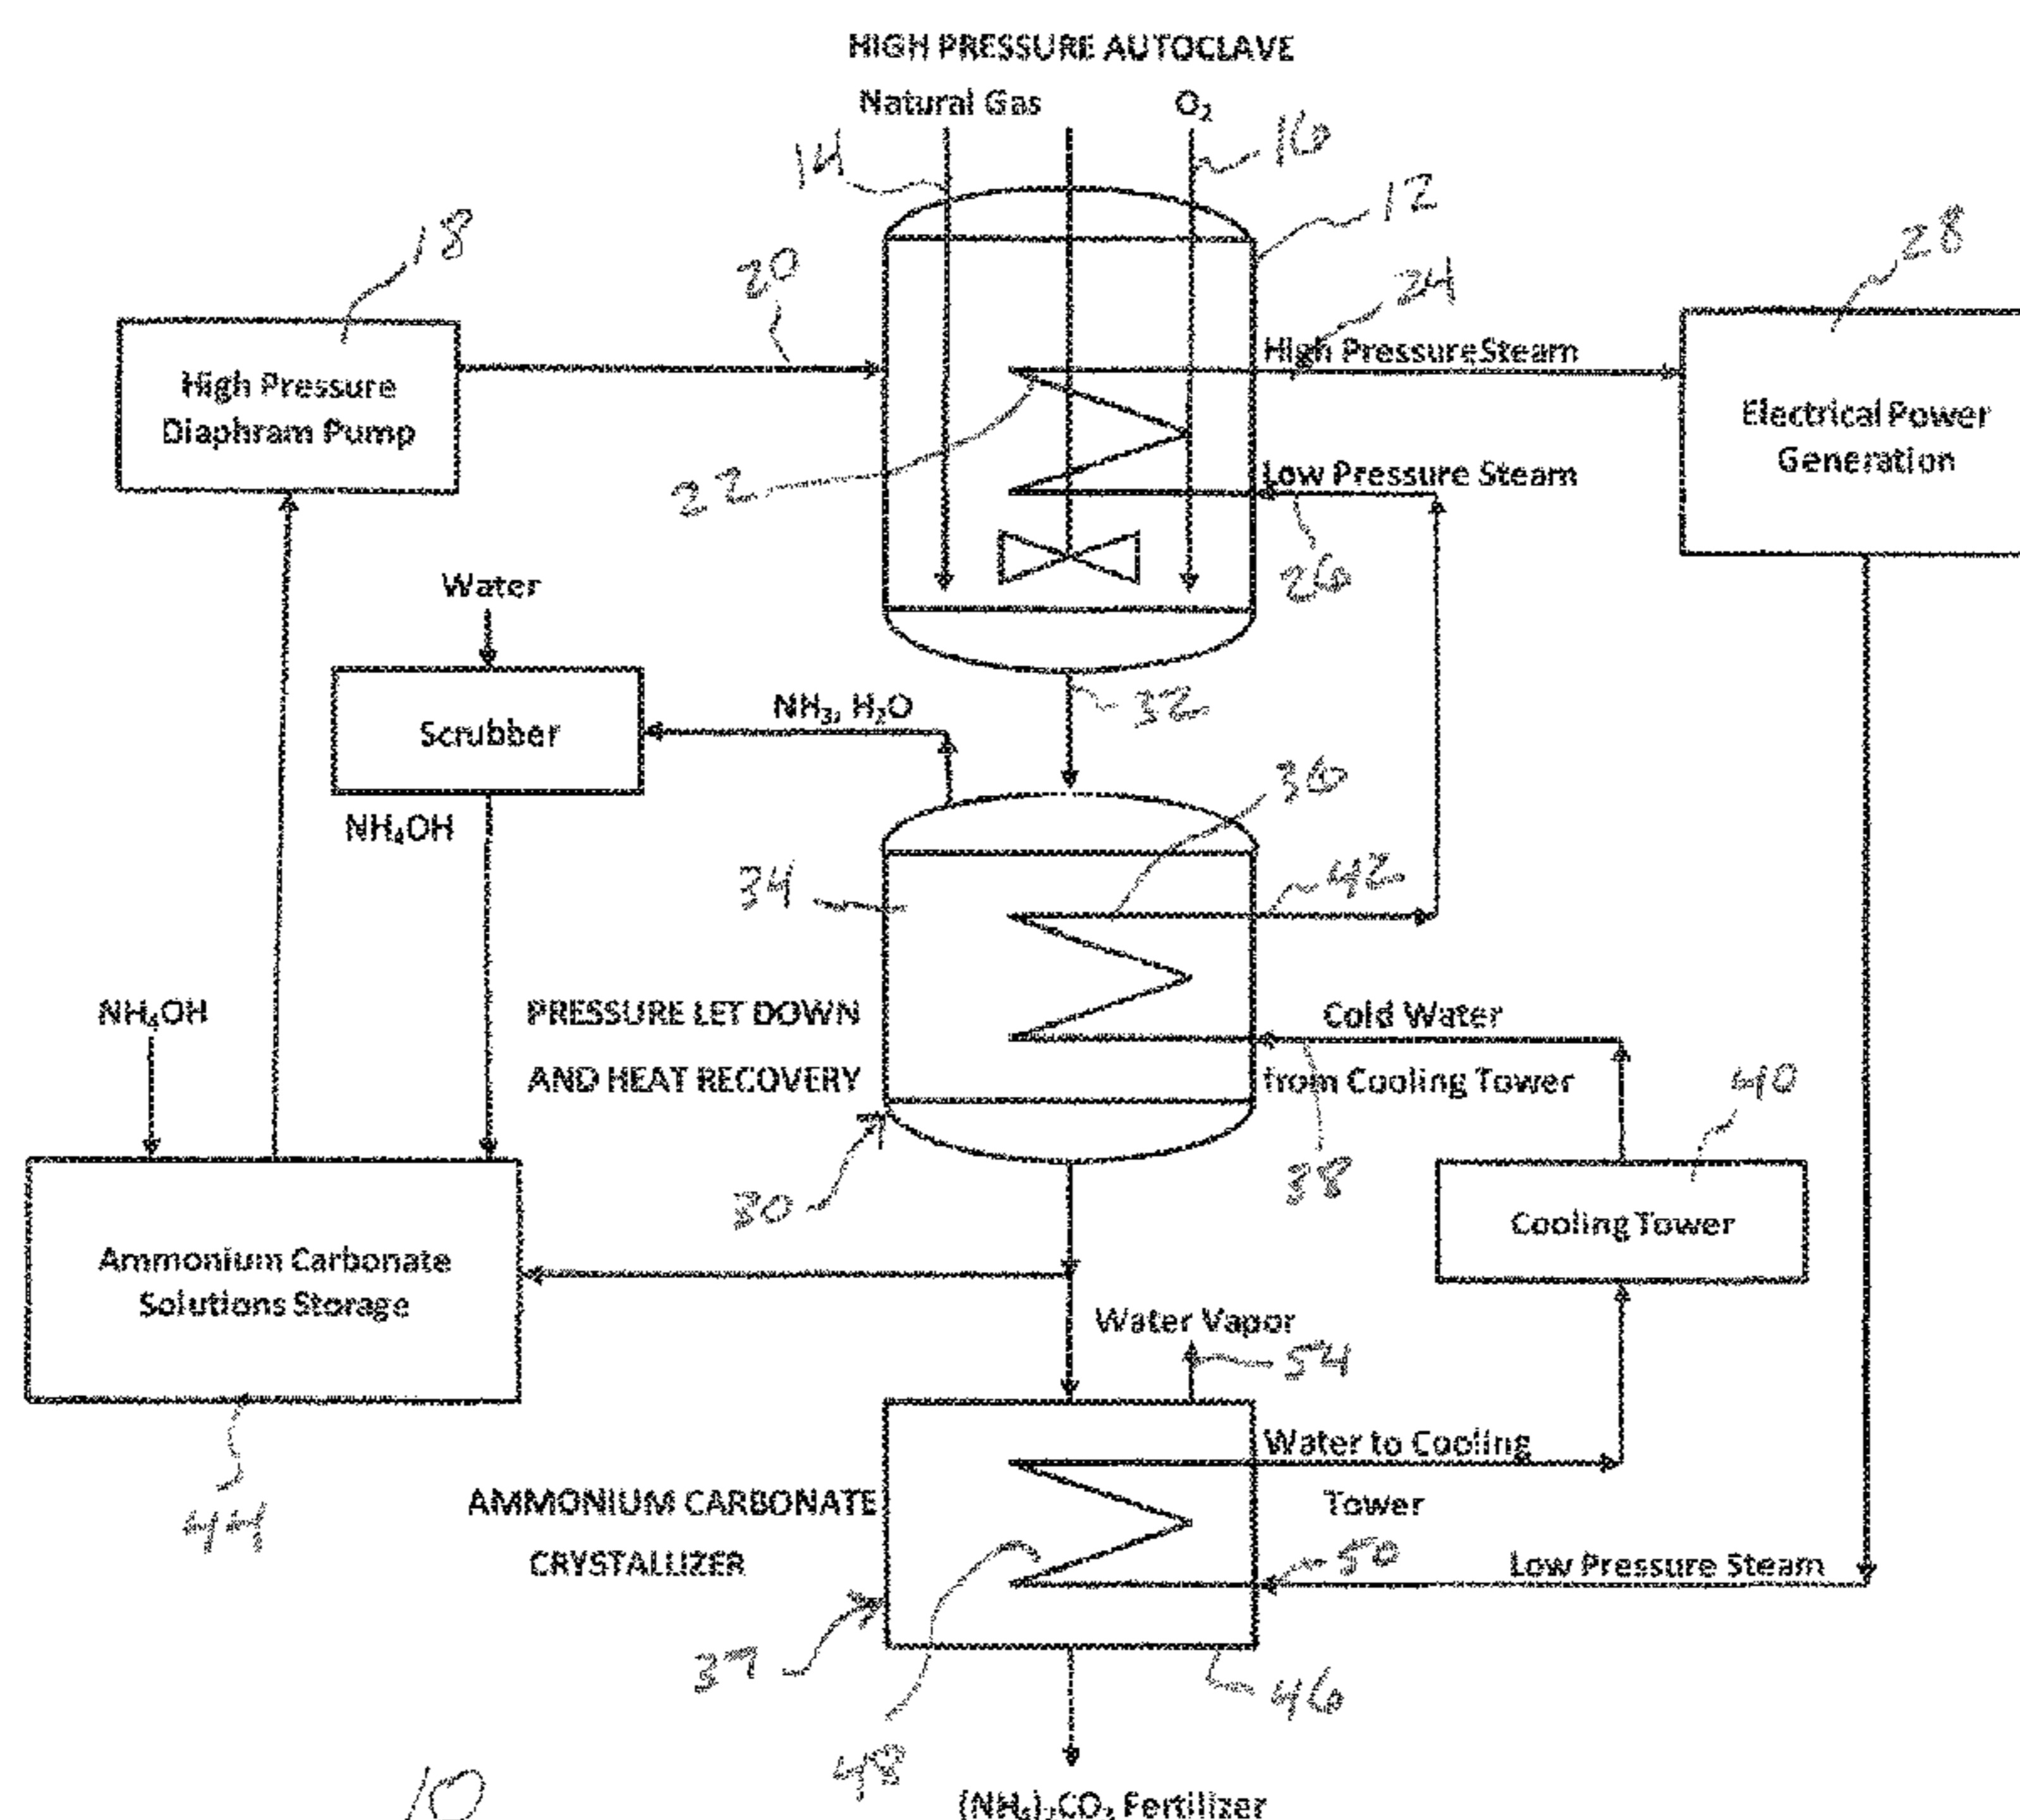 HIGH PRESSURE AUTOCLAVE
Natural Gas
O₂
14
16
12
18
20
24
28
High Pressure
Diaphram Pump
High Pressure Steam
Electrical Power
Generation
22
Low Pressure Steam
26
Water
Scrubber
NH₃, H₂O
32
NH₄OH
36
34
42
NH₄OH
PRESSURE LET DOWN
AND HEAT RECOVERY
Cold Water
from Cooling Tower
40
30
38
Cooling Tower
Ammonium Carbonate
Solutions Storage
Water Vapor
54
44
Water to Cooling
Tower
AMMONIUM CARBONATE
CRYSTALLIZER
50
Low Pressure Steam
37
46
48
10
(NH₄)₂CO₃ Fertilizer